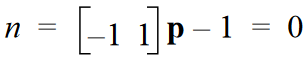 n = [-1 1]p – 1 = 0